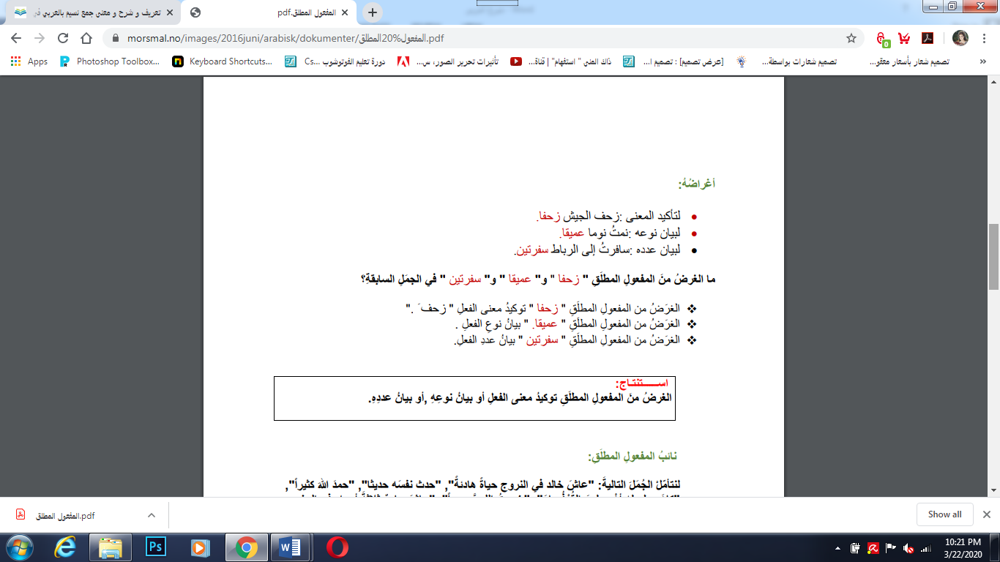 تعريف و شرح و معنى جمع نسيم بالعربي في
المفعول المطلق.pdf
morsmal.no/images/2016juni/arabisk/dokumenter/المفعول%20المطلق.pdf
Apps
Photoshop Toolbox...
Keyboard Shortcuts...
دورة تعليم الفوتوشوب Cs...
تأثيرات تحرير الصور، س...
ذاك المني " استفهام" | قناة...
[عرض تصميم] : تصميم ا...
تصميم شعارات بواسطة...
تصميم شعار بأسعار معقو...
»
أغراضُهُ:
• لتأكيد المعنى :زحف الجيش زحفا.
• لبيان نوعه :نمتُ نوما عميقا.
• لبيان عدده :سافرتُ إلى الرباط سفرتين.
ما الغرضُ منَ المفعولِ المطلَقِ " زحفا " و" عميقا " و" سفرتين " في الجمَلِ السابقةِ؟
❖ الغرَضُ من المفعولِ المطلَقِ " زحفا " توكيدُ معنى الفعلِ " زحف َ ."
❖ الغرَضُ من المفعولِ المطلَقِ " عميقا. " بيانُ نوعِ الفعلِ .
❖ الغرَضُ من المفعولِ المطلَقِ " سفرتين " بيانُ عددِ الفعلِ.
اســـــتنتـاج:
الغرضُ منَ المفعولِ المطلَقِ توكيدُ معنى الفعلِ أو بيانُ نوعِهِ ,أو بيانُ عددِهِ.
نائبُ المفعولِ المطلَقِ:
لنتأمّلْ الجُمَلَ التاليةَ: "عاشَ خالد في النروج حياةً هادئةً", "حدث نفسَه حديثا", "حمدَ اللهَ كثيراً",
المفعول المطلق.pdf
Show all
10:21 PM
3/22/2020